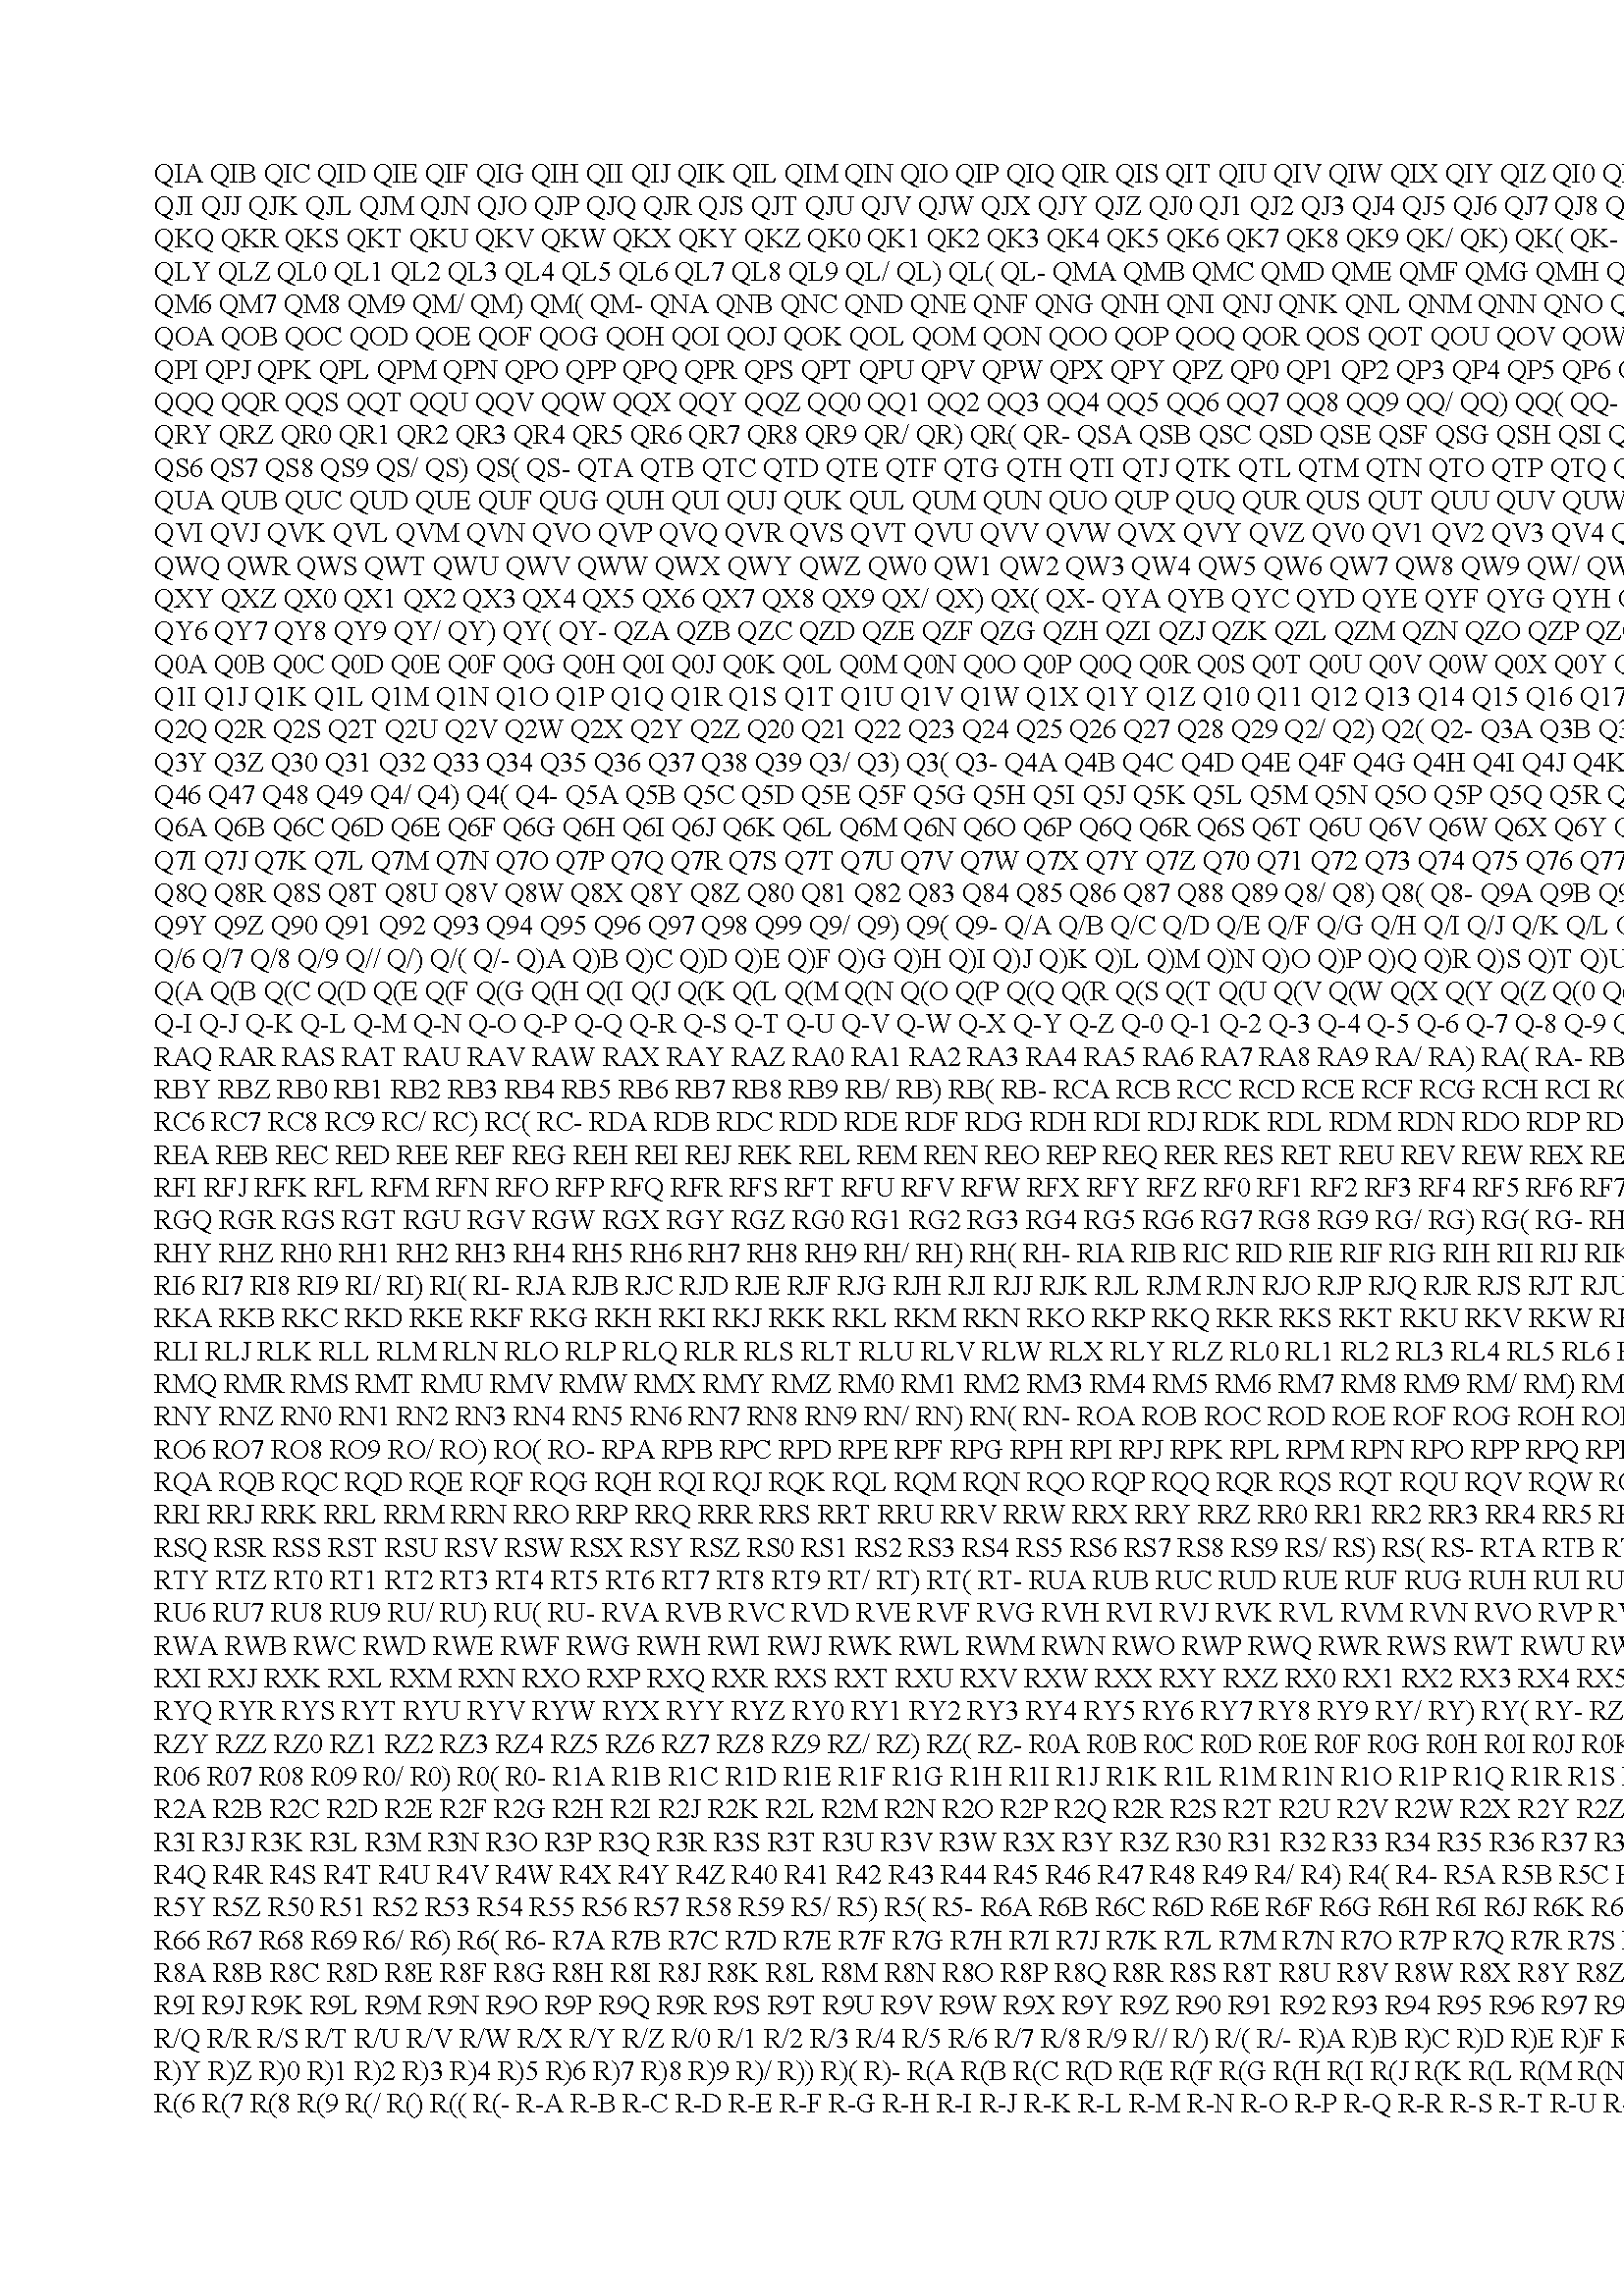 QIA QIB QIC QID QIE QIF QIG QIH QII QIJ QIK QIL QIM QIN QIO QIP QIQ QIR QIS QIT QIU QIV QIW QIX QIY QIZ QI0
QJI QJJ QJK QJL QJM QJN QJO QJP QJQ QJR QJS QJT QJU QJV QJW QJX QJY QJZ QJ0 QJ1 QJ2 QJ3 QJ4 QJ5 QJ6 QJ7 QJ8
QKQ QKR QKS QKT QKU QKV QKW QKX QKY QKZ QK0 QK1 QK2 QK3 QK4 QK5 QK6 QK7 QK8 QK9 QK/ QK) QK( QK-
QLY QLZ QL0 QL1 QL2 QL3 QL4 QL5 QL6 QL7 QL8 QL9 QL/ QL) QL( QL- QMA QMB QMC QMD QME QMF QMG QMH
QM6 QM7 QM8 QM9 QM/ QM) QM( QM- QNA QNB QNC QND QNE QNF QNG QNH QNI QNJ QNK QNL QNM QNN QNO
QOA QOB QOC QOD QOE QOF QOG QOH QOI QOJ QOK QOL QOM QON QOO QOP QOQ QOR QOS QOT QOU QOV QOW
QPI QPJ QPK QPL QPM QPN QPO QPP QPQ QPR QPS QPT QPU QPV QPW QPX QPY QPZ QP0 QP1 QP2 QP3 QP4 QP5 QP6
QQQ QQR QQS QQT QQU QQV QQW QQX QQY QQZ QQ0 QQ1 QQ2 QQ3 QQ4 QQ5 QQ6 QQ7 QQ8 QQ9 QQ/ QQ) QQ( QQ-
QRY QRZ QR0 QR1 QR2 QR3 QR4 QR5 QR6 QR7 QR8 QR9 QR/ QR) QR( QR- QSA QSB QSC QSD QSE QSF QSG QSH QSI
QS6 QS7 QS8 QS9 QS/ QS) QS( QS- QTA QTB QTC QTD QTE QTF QTG QTH QTI QTJ QTK QTL QTM QTN QTO QTP QTQ
QUA QUB QUC QUD QUE QUF QUG QUH QUI QUJ QUK QUL QUM QUN QUO QUP QUQ QUR QUS QUT QUU QUV QUW
QVI QVJ QVK QVL QVM QVN QVO QVP QVQ QVR QVS QVT QVU QVV QVW QVX QVY QVZ QV0 QV1 QV2 QV3 QV4
QWQ QWR QWS QWT QWU QWV QWW QWX QWY QWZ QW0 QW1 QW2 QW3 QW4 QW5 QW6 QW7 QW8 QW9 QW/
QXY QXZ QX0 QX1 QX2 QX3 QX4 QX5 QX6 QX7 QX8 QX9 QX/ QX) QX( QX- QYA QYB QYC QYD QYE QYF QYG QYH
QY6 QY7 QY8 QY9 QY/ QY) QY( QY- QZA QZB QZC QZD QZE QZF QZG QZH QZI QZJ QZK QZL QZM QZN QZO QZP
Q0A Q0B Q0C Q0D Q0E Q0F Q0G Q0H Q0I Q0J Q0K Q0L Q0M Q0N Q0O Q0P Q0Q Q0R Q0S Q0T Q0U Q0V Q0W Q0X Q0Y
Q1I Q1J Q1K Q1L Q1M Q1N Q1O Q1P Q1Q Q1R Q1S Q1T Q1U Q1V Q1W Q1X Q1Y Q1Z Q10 Q11 Q12 Q13 Q14 Q15 Q16 Q17
Q2Q Q2R Q2S Q2T Q2U Q2V Q2W Q2X Q2Y Q2Z Q20 Q21 Q22 Q23 Q24 Q25 Q26 Q27 Q28 Q29 Q2/ Q2) Q2( Q2- Q3A Q3B
Q3Y Q3Z Q30 Q31 Q32 Q33 Q34 Q35 Q36 Q37 Q38 Q39 Q3/ Q3) Q3( Q3- Q4A Q4B Q4C Q4D Q4E Q4F Q4G Q4H Q4I Q4J Q4K
Q46 Q47 Q48 Q49 Q4/ Q4) Q4( Q4- Q5A Q5B Q5C Q5D Q5E Q5F Q5G Q5H Q5I Q5J Q5K Q5L Q5M Q5N Q5O Q5P Q5Q Q5R
Q6A Q6B Q6C Q6D Q6E Q6F Q6G Q6H Q6I Q6J Q6K Q6L Q6M Q6N Q6O Q6P Q6Q Q6R Q6S Q6T Q6U Q6V Q6W Q6X Q6Y
Q7I Q7J Q7K Q7L Q7M Q7N Q7O Q7P Q7Q Q7R Q7S Q7T Q7U Q7V Q7W Q7X Q7Y Q7Z Q70 Q71 Q72 Q73 Q74 Q75 Q76 Q77
Q8Q Q8R Q8S Q8T Q8U Q8V Q8W Q8X Q8Y Q8Z Q80 Q81 Q82 Q83 Q84 Q85 Q86 Q87 Q88 Q89 Q8/ Q8) Q8( Q8- Q9A Q9B
Q9Y Q9Z Q90 Q91 Q92 Q93 Q94 Q95 Q96 Q97 Q98 Q99 Q9/ Q9) Q9( Q9- Q/A Q/B Q/C Q/D Q/E Q/F Q/G Q/H Q/I Q/J Q/K Q/L
Q/6 Q/7 Q/8 Q/9 Q// Q/) Q/( Q/- Q)A Q)B Q)C Q)D Q)E Q)F Q)G Q)H Q)I Q)J Q)K Q)L Q)M Q)N Q)O Q)P Q)Q Q)R Q)S Q)T Q)U
Q(A Q(B Q(C Q(D Q(E Q(F Q(G Q(H Q(I Q(J Q(K Q(L Q(M Q(N Q(O Q(P Q(Q Q(R Q(S Q(T Q(U Q(V Q(W Q(X Q(Y Q(Z Q(0
Q-I Q-J Q-K Q-L Q-M Q-N Q-O Q-P Q-Q Q-R Q-S Q-T Q-U Q-V Q-W Q-X Q-Y Q-Z Q-0 Q-1 Q-2 Q-3 Q-4 Q-5 Q-6 Q-7 Q-8 Q-9
RAQ RAR RAS RAT RAU RAV RAW RAX RAY RAZ RA0 RA1 RA2 RA3 RA4 RA5 RA6 RA7 RA8 RA9 RA/ RA) RA( RA-
RBY RBZ RB0 RB1 RB2 RB3 RB4 RB5 RB6 RB7 RB8 RB9 RB/ RB) RB( RB- RCA RCB RCC RCD RCE RCF RCG RCH RCI
RC6 RC7 RC8 RC9 RC/ RC) RC( RC- RDA RDB RDC RDD RDE RDF RDG RDH RDI RDJ RDK RDL RDM RDN RDO RDP
REA REB REC RED REE REF REG REH REI REJ REK REL REM REN REO REP REQ RER RES RET REU REV REW REX
RFI RFJ RFK RFL RFM RFN RFO RFP RFQ RFR RFS RFT RFU RFV RFW RFX RFY RFZ RF0 RF1 RF2 RF3 RF4 RF5 RF6 RF7
RGQ RGR RGS RGT RGU RGV RGW RGX RGY RGZ RG0 RG1 RG2 RG3 RG4 RG5 RG6 RG7 RG8 RG9 RG/ RG) RG( RG-
RHY RHZ RH0 RH1 RH2 RH3 RH4 RH5 RH6 RH7 RH8 RH9 RH/ RH) RH( RH- RIA RIB RIC RID RIE RIF RIG RIH RII RIJ RIK
RI6 RI7 RI8 RI9 RI/ RI) RI( RI- RJA RJB RJC RJD RJE RJF RJG RJH RJI RJJ RJK RJL RJM RJN RJO RJP RJQ RJR RJS RJT RJU
RKA RKB RKC RKD RKE RKF RKG RKH RKI RKJ RKK RKL RKM RKN RKO RKP RKQ RKR RKS RKT RKU RKV RKW
RLI RLJ RLK RLL RLM RLN RLO RLP RLQ RLR RLS RLT RLU RLV RLW RLX RLY RLZ RL0 RL1 RL2 RL3 RL4 RL5 RL6
RMQ RMR RMS RMT RMU RMV RMW RMX RMY RMZ RM0 RM1 RM2 RM3 RM4 RM5 RM6 RM7 RM8 RM9 RM/ RM)
RNY RNZ RN0 RN1 RN2 RN3 RN4 RN5 RN6 RN7 RN8 RN9 RN/ RN) RN( RN- ROA ROB ROC ROD ROE ROF ROG ROH ROI
RO6 RO7 RO8 RO9 RO/ RO) RO( RO- RPA RPB RPC RPD RPE RPF RPG RPH RPI RPJ RPK RPL RPM RPN RPO RPP RPQ
RQA RQB RQC RQD RQE RQF RQG RQH RQI RQJ RQK RQL RQM RQN RQO RQP RQQ RQR RQS RQT RQU RQV RQW
RRI RRJ RRK RRL RRM RRN RRO RRP RRQ RRR RRS RRT RRU RRV RRW RRX RRY RRZ RR0 RR1 RR2 RR3 RR4 RR5
RSQ RSR RSS RST RSU RSV RSW RSX RSY RSZ RS0 RS1 RS2 RS3 RS4 RS5 RS6 RS7 RS8 RS9 RS/ RS) RS( RS- RTA RTB
RTY RTZ RT0 RT1 RT2 RT3 RT4 RT5 RT6 RT7 RT8 RT9 RT/ RT) RT( RT- RUA RUB RUC RUD RUE RUF RUG RUH RUI
RU6 RU7 RU8 RU9 RU/ RU) RU( RU- RVA RVB RVC RVD RVE RVF RVG RVH RVI RVJ RVK RVL RVM RVN RVO RVP
RWA RWB RWC RWD RWE RWF RWG RWH RWI RWJ RWK RWL RWM RWN RWO RWP RWQ RWR RWS RWT RWU
RXI RXJ RXK RXL RXM RXN RXO RXP RXQ RXR RXS RXT RXU RXV RXW RXX RXY RXZ RX0 RX1 RX2 RX3 RX4 RX5
RYQ RYR RYS RYT RYU RYV RYW RYX RYY RYZ RY0 RY1 RY2 RY3 RY4 RY5 RY6 RY7 RY8 RY9 RY/ RY) RY( RY-
RZY RZZ RZ0 RZ1 RZ2 RZ3 RZ4 RZ5 RZ6 RZ7 RZ8 RZ9 RZ/ RZ) RZ( RZ- R0A R0B R0C R0D R0E R0F R0G R0H R0I R0J R0K
R06 R07 R08 R09 R0/ R0) R0( R0- R1A R1B R1C R1D R1E R1F R1G R1H R1I R1J R1K R1L R1M R1N R1O R1P R1Q R1R R1S
R2A R2B R2C R2D R2E R2F R2G R2H R2I R2J R2K R2L R2M R2N R2O R2P R2Q R2R R2S R2T R2U R2V R2W R2X R2Y R2Z
R3I R3J R3K R3L R3M R3N R3O R3P R3Q R3R R3S R3T R3U R3V R3W R3X R3Y R3Z R30 R31 R32 R33 R34 R35 R36 R37
R4Q R4R R4S R4T R4U R4V R4W R4X R4Y R4Z R40 R41 R42 R43 R44 R45 R46 R47 R48 R49 R4/ R4) R4( R4- R5A R5B R5C
R5Y R5Z R50 R51 R52 R53 R54 R55 R56 R57 R58 R59 R5/ R5) R5( R5- R6A R6B R6C R6D R6E R6F R6G R6H R6I R6J R6K
R66 R67 R68 R69 R6/ R6) R6( R6- R7A R7B R7C R7D R7E R7F R7G R7H R7I R7J R7K R7L R7M R7N R7O R7P R7Q R7R R7S
R8A R8B R8C R8D R8E R8F R8G R8H R8I R8J R8K R8L R8M R8N R8O R8P R8Q R8R R8S R8T R8U R8V R8W R8X R8Y R8Z
R9I R9J R9K R9L R9M R9N R9O R9P R9Q R9R R9S R9T R9U R9V R9W R9X R9Y R9Z R90 R91 R92 R93 R94 R95 R96 R97
R/Q R/R R/S R/T R/U R/V R/W R/X R/Y R/Z R/0 R/1 R/2 R/3 R/4 R/5 R/6 R/7 R/8 R/9 R// R/) R/( R/- R)A R)B R)C R)D R)E R)F
R)Y R)Z R)0 R)1 R)2 R)3 R)4 R)5 R)6 R)7 R)8 R)9 R)/ R)) R)( R)- R(A R(B R(C R(D R(E R(F R(G R(H R(I R(J R(K R(L R(M R(N
R(6 R(7 R(8 R(9 R(/ R() R(( R(- R-A R-B R-C R-D R-E R-F R-G R-H R-I R-J R-K R-L R-M R-N R-O R-P R-Q R-R R-S R-T R-U